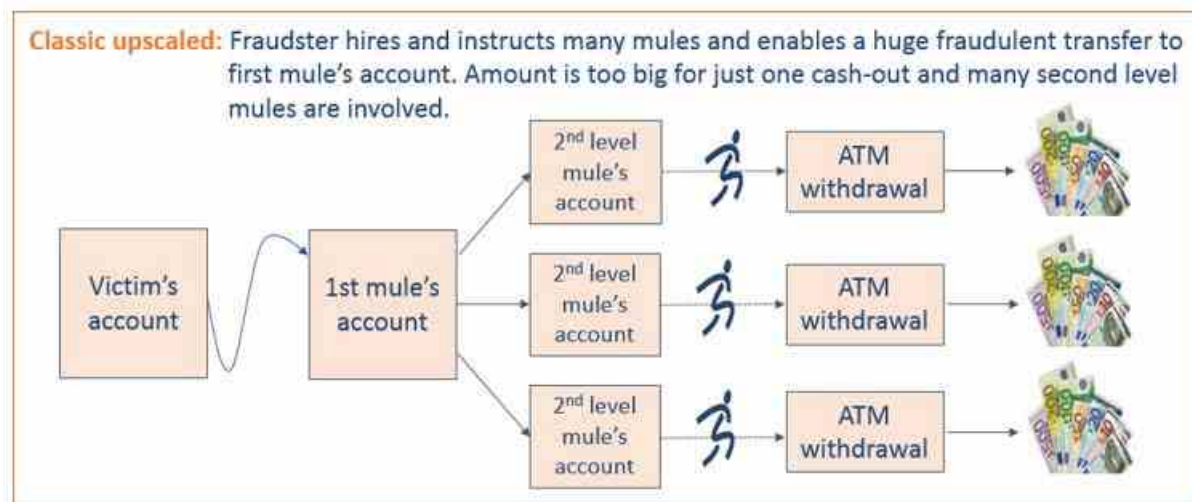 Classic upscaled: Fraudster hires and instructs many mules and enables a huge fraudulent transfer to
first mule's account. Amount is too big for just one cash-out and many second level
mules are involved.
Victim's
account
1st mule's
account
2nd level
mule's
account
ATM
withdrawal
2nd level
mule's
account
ATM
withdrawal
2nd level
mule's
account
ATM
withdrawal